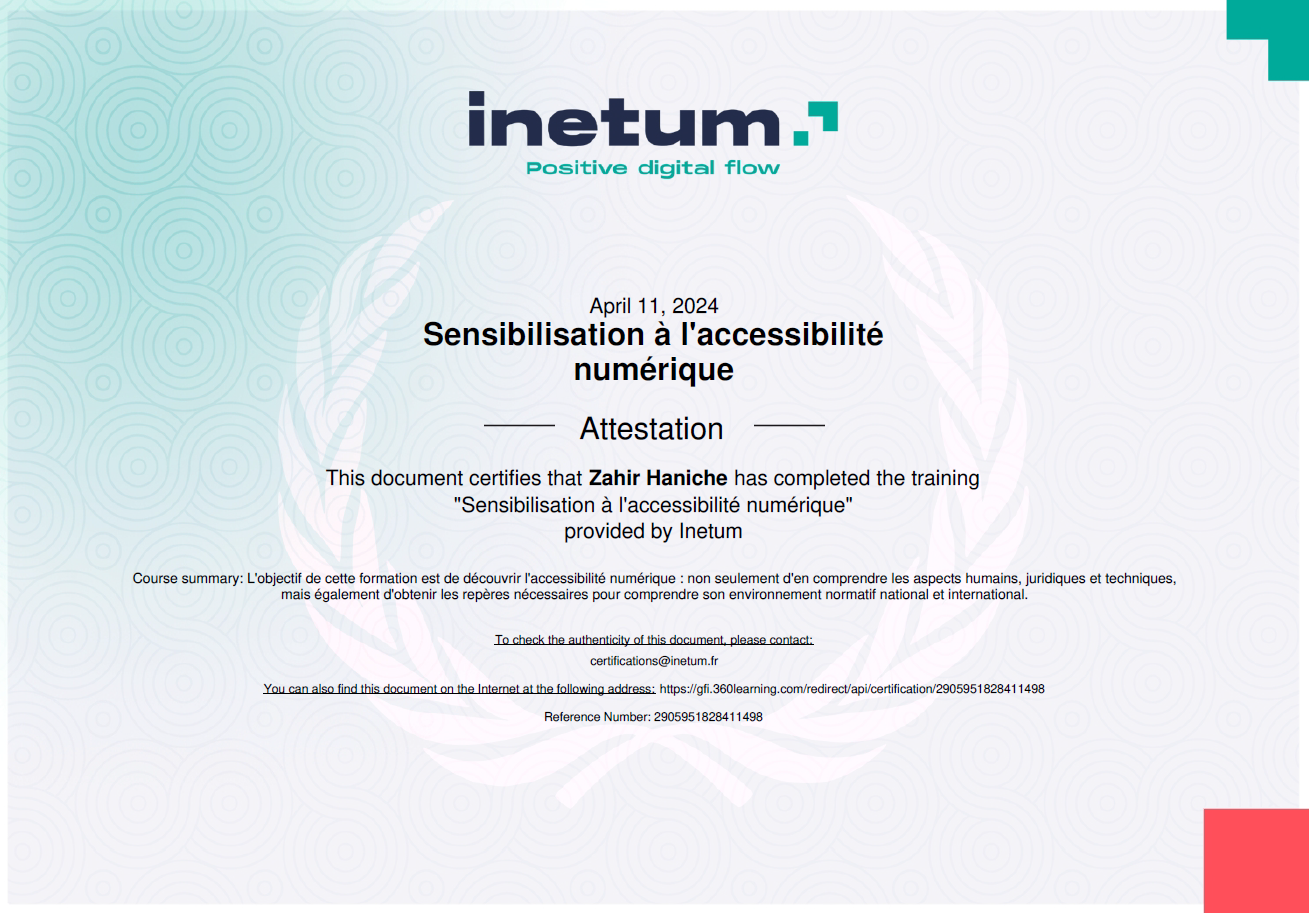 inetum
Positive digital flow
April 11, 2024
Sensibilisation à l'accessibilité
numérique
Attestation
This document certifies that Zahir Haniche has completed the training
"Sensibilisation à l'accessibilité numérique"
provided by Inetum
Course summary: L'objectif de cette formation est de découvrir l'accessibilité numérique : non seulement d'en comprendre les aspects humains, juridiques et techniques,
mais également d'obtenir les repères nécessaires pour comprendre son environnement normatif national et international.
To check the authenticity of this document, please contact:
certifications@inetum.fr
You can also find this document on the Internet at the following address: https://gfi.360learning.com/redirect/api/certification/2905951828411498
Reference Number: 2905951828411498